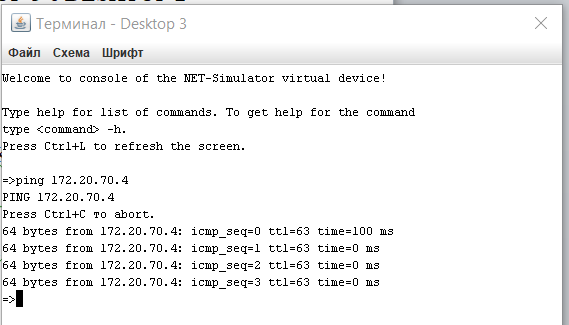 Терминал - Desktop 3
Файл Схема Шрифт
Welcome to console of the NET-Simulator virtual device!
Type help for list of commands. To get help for the command
type <command> -h.
Press Ctrl+L to refresh the screen.
=>ping 172.20.70.4
PING 172.20.70.4
Press Ctrl+C то abort.
64 bytes from 172.20.70.4: icmp_seq=0 ttl=63 time=100 ms
64 bytes from 172.20.70.4: icmp_seq=1 ttl=63 time=0 ms
64 bytes from 172.20.70.4: icmp_seq=2 ttl=63 time=0 ms
64 bytes from 172.20.70.4: icmp_seq=3 ttl=63 time=0 ms
=>